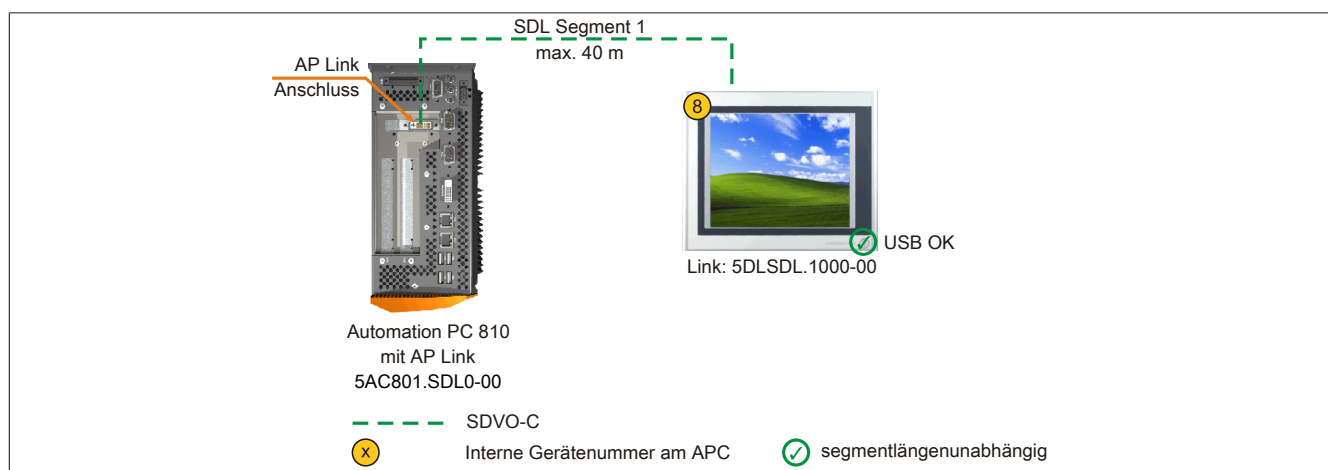 SDL Segment 1
max. 40 m
AP Link
Anschluss
8
USB OK
Link: 5DLSDL.1000-00
Automation PC 810
mit AP Link
5AC801.SDL0-00
SDVO-C
x Interne Gerätenummer am APC
segmentlängenunabhängig